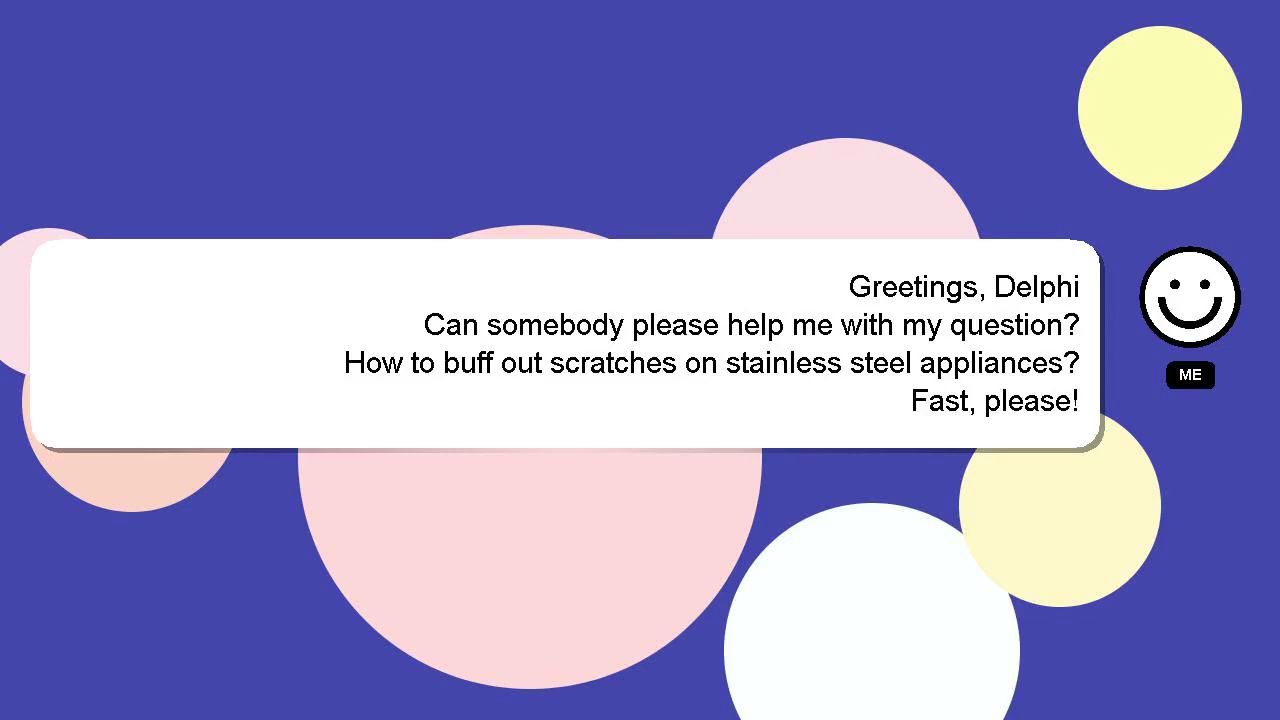 Greetings, Delphi
Can somebody please help me with my question?
How to buff out scratches on stainless steel appliances?
Fast, please!
ME